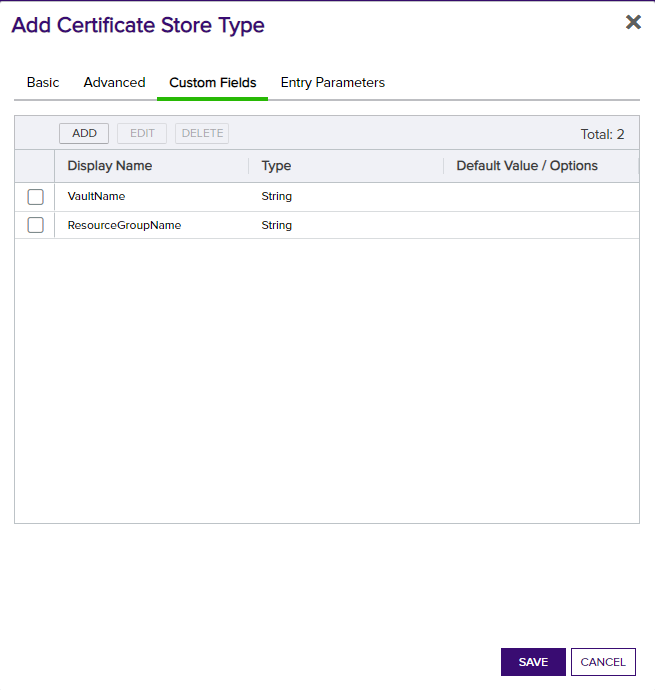 Add Certificate Store Type
Basic Advanced Custom Fields Entry Parameters
ADD EDIT DELETE Total: 2
Display Name Type Default Value / Options
VaultName String
ResourceGroupName String
SAVE CANCEL